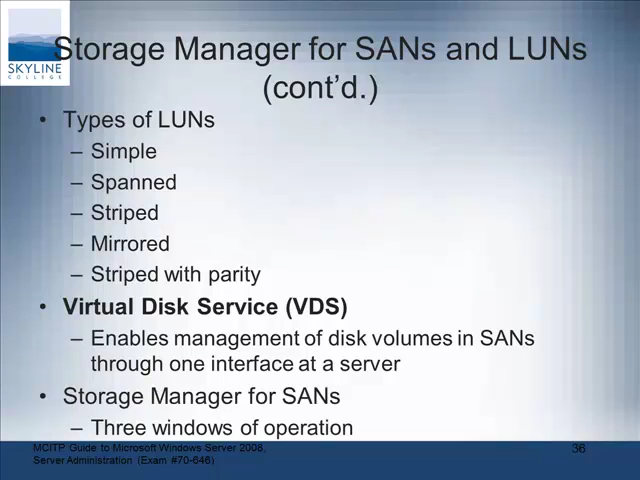 SKYLINE
COLLEGE
Storage Manager for SANs and LUNs
(cont’d.)
• Types of LUNs
– Simple
– Spanned
– Striped
– Mirrored
– Striped with parity
• Virtual Disk Service (VDS)
– Enables management of disk volumes in SANs
through one interface at a server
• Storage Manager for SANs
– Three windows of operation
MCITP Guide to Microsoft Windows Server 2008,
Server Administration (Exam #70-646)
36